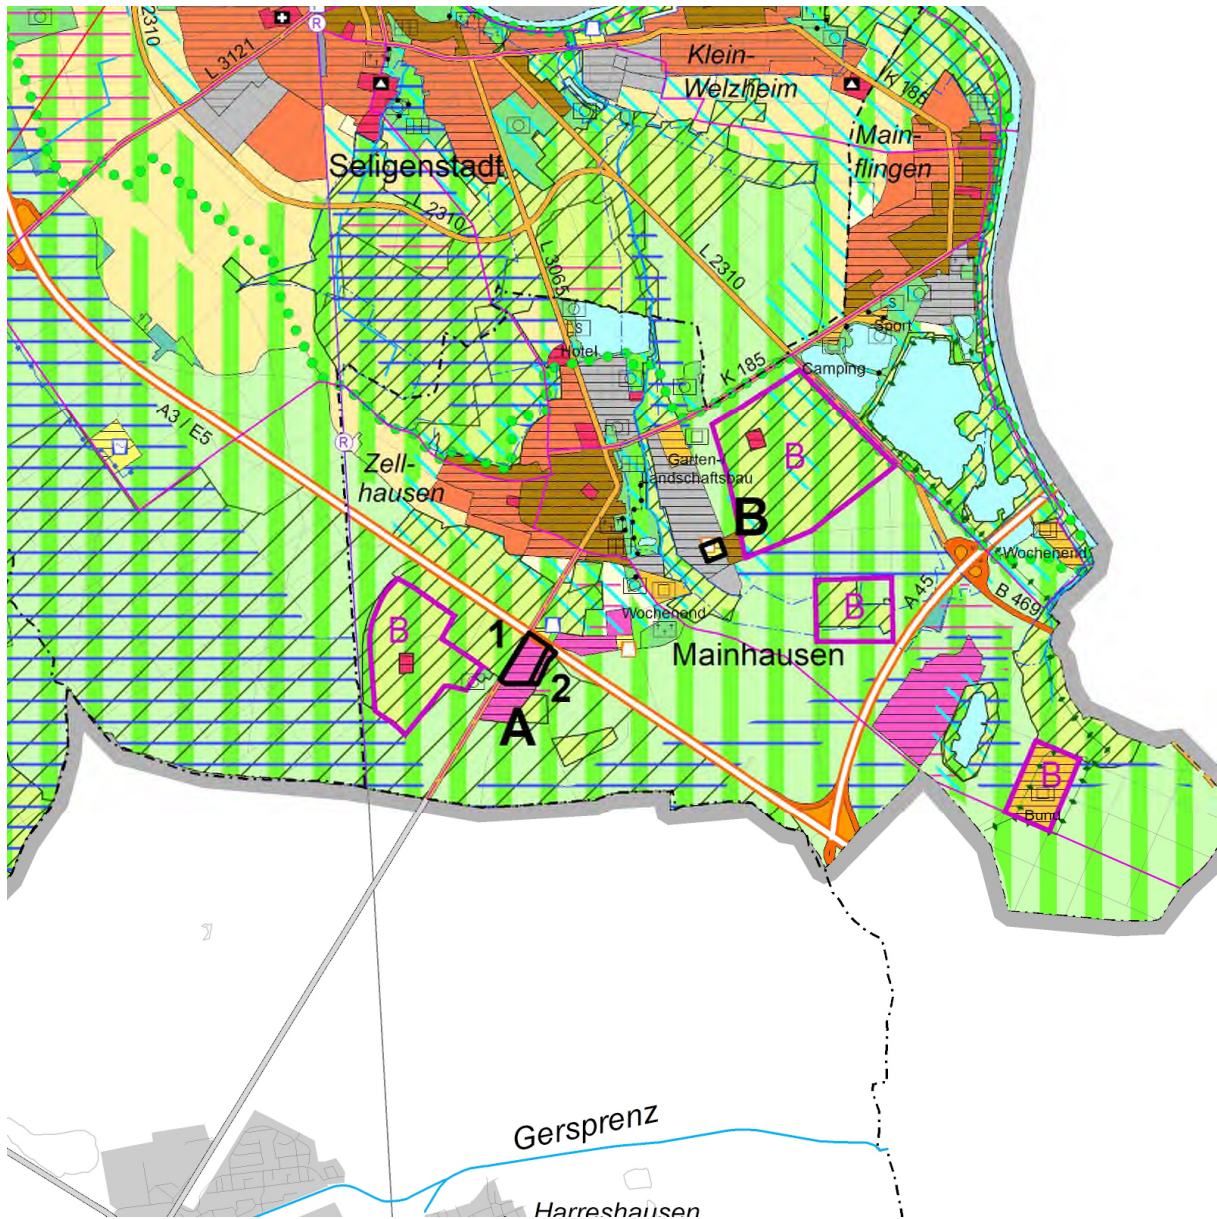 2310
L 3121
R
Klein-
Welzheim
K 185
Main-
flingen
Seligenstadt
L 2310
L 3065
L 2310
S
Hotel
S
Sport
K 185
Camping
A3 / E5
R
Zell-
hausen
Garten-
Landschaftsbau
B
B
Wochenend
A 45
B 469
B
B
Wochenend
1
Mainhausen
2
A
B
Bund
Gersprenz
Harreshausen